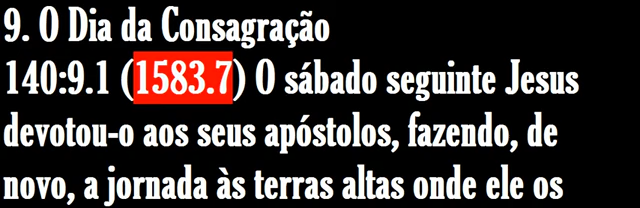 9. O Dia da Consagração
140:9.1 (1583.7) O sábado seguinte Jesus
devotou-o aos seus apóstolos, fazendo, de
novo, a jornada às terras altas onde ele os